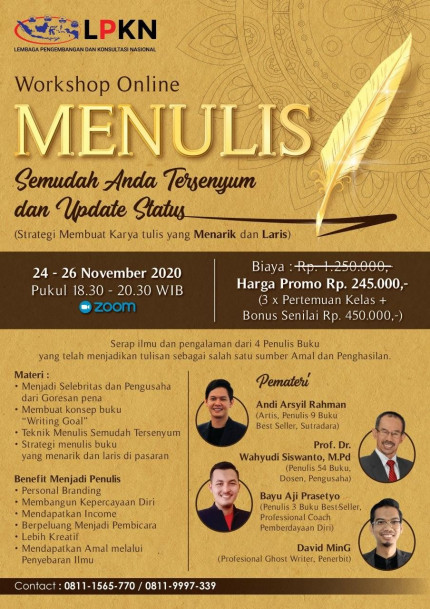 LPKN
LEMBAGA PENGEMBANGAN DAN KONSULTASI NASIONAL
Workshop Online
MENULIS
Semudah Anda Tersenyum
dan Update Status
(Strategi Membuat Karya tulis yang Menarik dan Laris)
24 - 26 November 2020
Pukul 18.30 - 20.30 WIB
zoom
Biaya : Rp. 1.250.000,-
Harga Promo Rp. 245.000,-
(3 x Pertemuan Kelas +
Bonus Senilai Rp. 450.000,-)
Serap ilmu dan pengalaman dari 4 Penulis Buku
yang telah menjadikan tulisan sebagai salah satu sumber Amal dan Penghasilan.
Materi :
• Menjadi Selebritas dan Pengusaha
dari Goresan pena
• Membuat konsep buku
"Writing Goal"
• Teknik Menulis Semudah Tersenyum
• Strategi menulis buku
yang menarik dan laris di pasaran
Benefit Menjadi Penulis
• Personal Branding
• Membangun Kepercayaan Diri
• Mendapatkan Income
• Berpeluang Menjadi Pembicara
• Lebih Kreatif
• Mendapatkan Amal melalui
Penyebaran Ilmu
Pemateri
Andi Arsyil Rahman
(Artis, Penulis 9 Buku
Best Seller, Sutradara)
Prof. Dr.
Wahyudi Siswanto, M.Pd
(Penulis 54 Buku,
Dosen, Pengusaha)
Bayu Aji Prasetyo
(Penulis 3 Buku BestSeller,
Professional Coach
Pemberdayaan Diri)
David MinG
(Profesional Ghost Writer, Penerbit)
Contact : 0811-1565-770 / 0811-9997-339